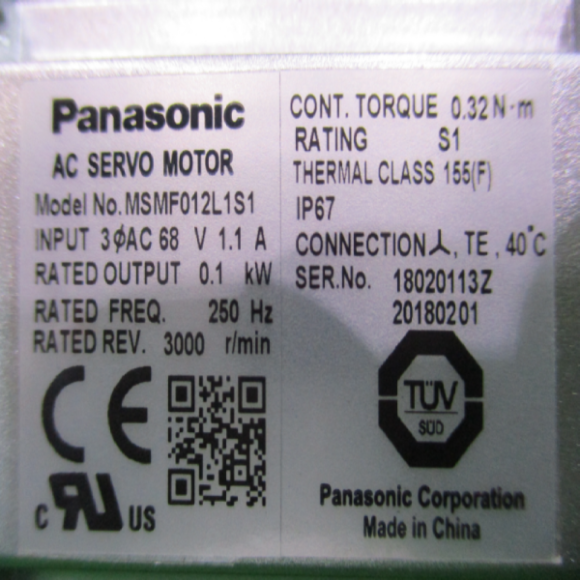 Panasonic
AC SERVO MOTOR
Model No. MSMF012L1S1
INPUT 3ϕAC 68 V 1.1 A
RATED OUTPUT 0.1 kW
RATED FREQ. 250 Hz
RATED REV. 3000 r/min
CE
c RU US
CONT. TORQUE 0.32 N·m
RATING S1
THERMAL CLASS 155(F)
IP67
CONNECTION⅄, TE , 40°C
SER.No. 18020113Z
20180201
TÜV
SÜD
Panasonic Corporation
Made in China